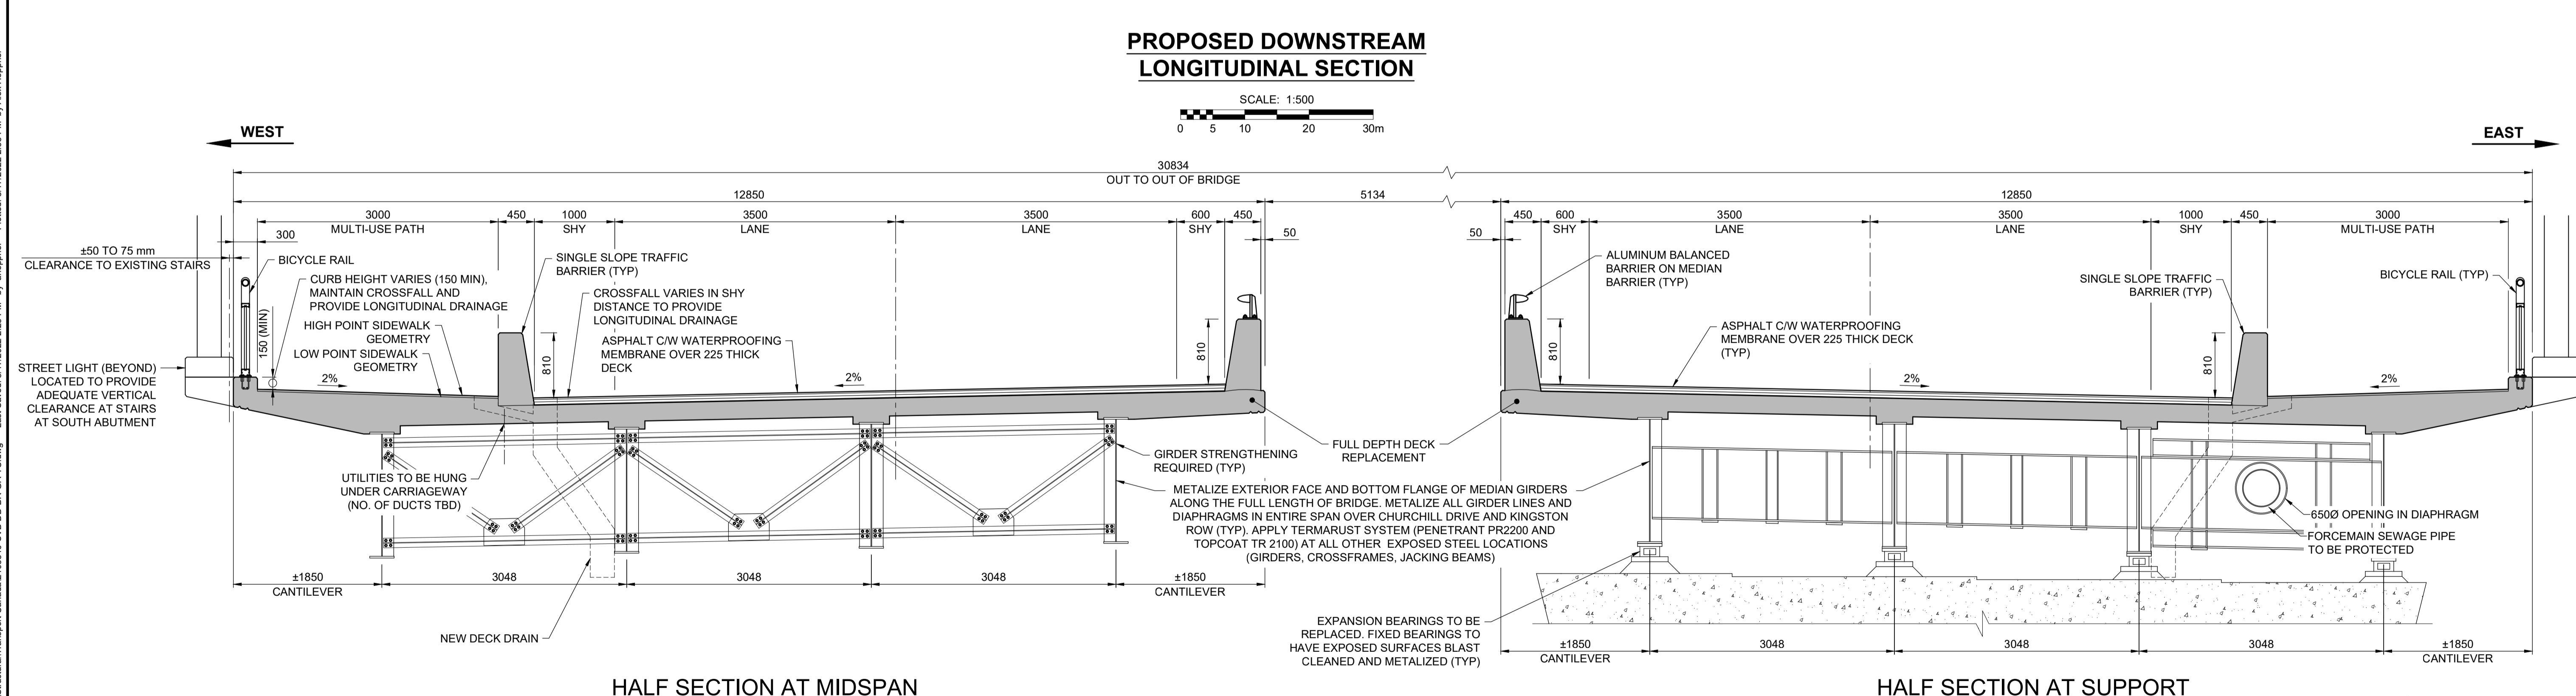 PROPOSED DOWNSTREAM
LONGITUDINAL SECTION
SCALE: 1:500
0 5 10 20 30m
WEST
EAST
30834
OUT TO OUT OF BRIDGE
12850
5134
12850
3000
MULTI-USE PATH
450
1000
SHY
3500
LANE
3500
LANE
600
SHY
450
450
600
SHY
3500
LANE
3500
LANE
1000
SHY
450
3000
MULTI-USE PATH
300
50
50
±50 TO 75 mm
CLEARANCE TO EXISTING STAIRS
BICYCLE RAIL
CURB HEIGHT VARIES (150 MIN),
MAINTAIN CROSSFALL AND
PROVIDE LONGITUDINAL DRAINAGE
150 (MIN)
HIGH POINT SIDEWALK
GEOMETRY
LOW POINT SIDEWALK
GEOMETRY
STREET LIGHT (BEYOND)
LOCATED TO PROVIDE
ADEQUATE VERTICAL
CLEARANCE AT STAIRS
AT SOUTH ABUTMENT
2%
SINGLE SLOPE TRAFFIC
BARRIER (TYP)
CROSSFALL VARIES IN SHY
DISTANCE TO PROVIDE
LONGITUDINAL DRAINAGE
ASPHALT C/W WATERPROOFING
MEMBRANE OVER 225 THICK
DECK
810
2%
810
UTILITIES TO BE HUNG
UNDER CARRIAGEWAY
(NO. OF DUCTS TBD)
GIRDER STRENGTHENING
REQUIRED (TYP)
FULL DEPTH DECK
REPLACEMENT
METALIZE EXTERIOR FACE AND BOTTOM FLANGE OF MEDIAN GIRDERS
ALONG THE FULL LENGTH OF BRIDGE. METALIZE ALL GIRDER LINES AND
DIAPHRAGMS IN ENTIRE SPAN OVER CHURCHILL DRIVE AND KINGSTON
ROW (TYP). APPLY TERMARUST SYSTEM (PENETRANT PR2200 AND
TOPCOAT TR 2100) AT ALL OTHER EXPOSED STEEL LOCATIONS
(GIRDERS, CROSSFRAMES, JACKING BEAMS)
±1850
CANTILEVER
3048
3048
3048
±1850
CANTILEVER
NEW DECK DRAIN
HALF SECTION AT MIDSPAN
ALUMINUM BALANCED
BARRIER ON MEDIAN
BARRIER (TYP)
810
ASPHALT C/W WATERPROOFING
MEMBRANE OVER 225 THICK DECK
(TYP)
2%
SINGLE SLOPE TRAFFIC
BARRIER (TYP)
810
BICYCLE RAIL (TYP)
2%
650Ø OPENING IN DIAPHRAGM
FORCEMAIN SEWAGE PIPE
TO BE PROTECTED
EXPANSION BEARINGS TO BE
REPLACED. FIXED BEARINGS TO
HAVE EXPOSED SURFACES BLAST
CLEANED AND METALIZED (TYP)
±1850
CANTILEVER
3048
3048
3048
±1850
CANTILEVER
HALF SECTION AT SUPPORT